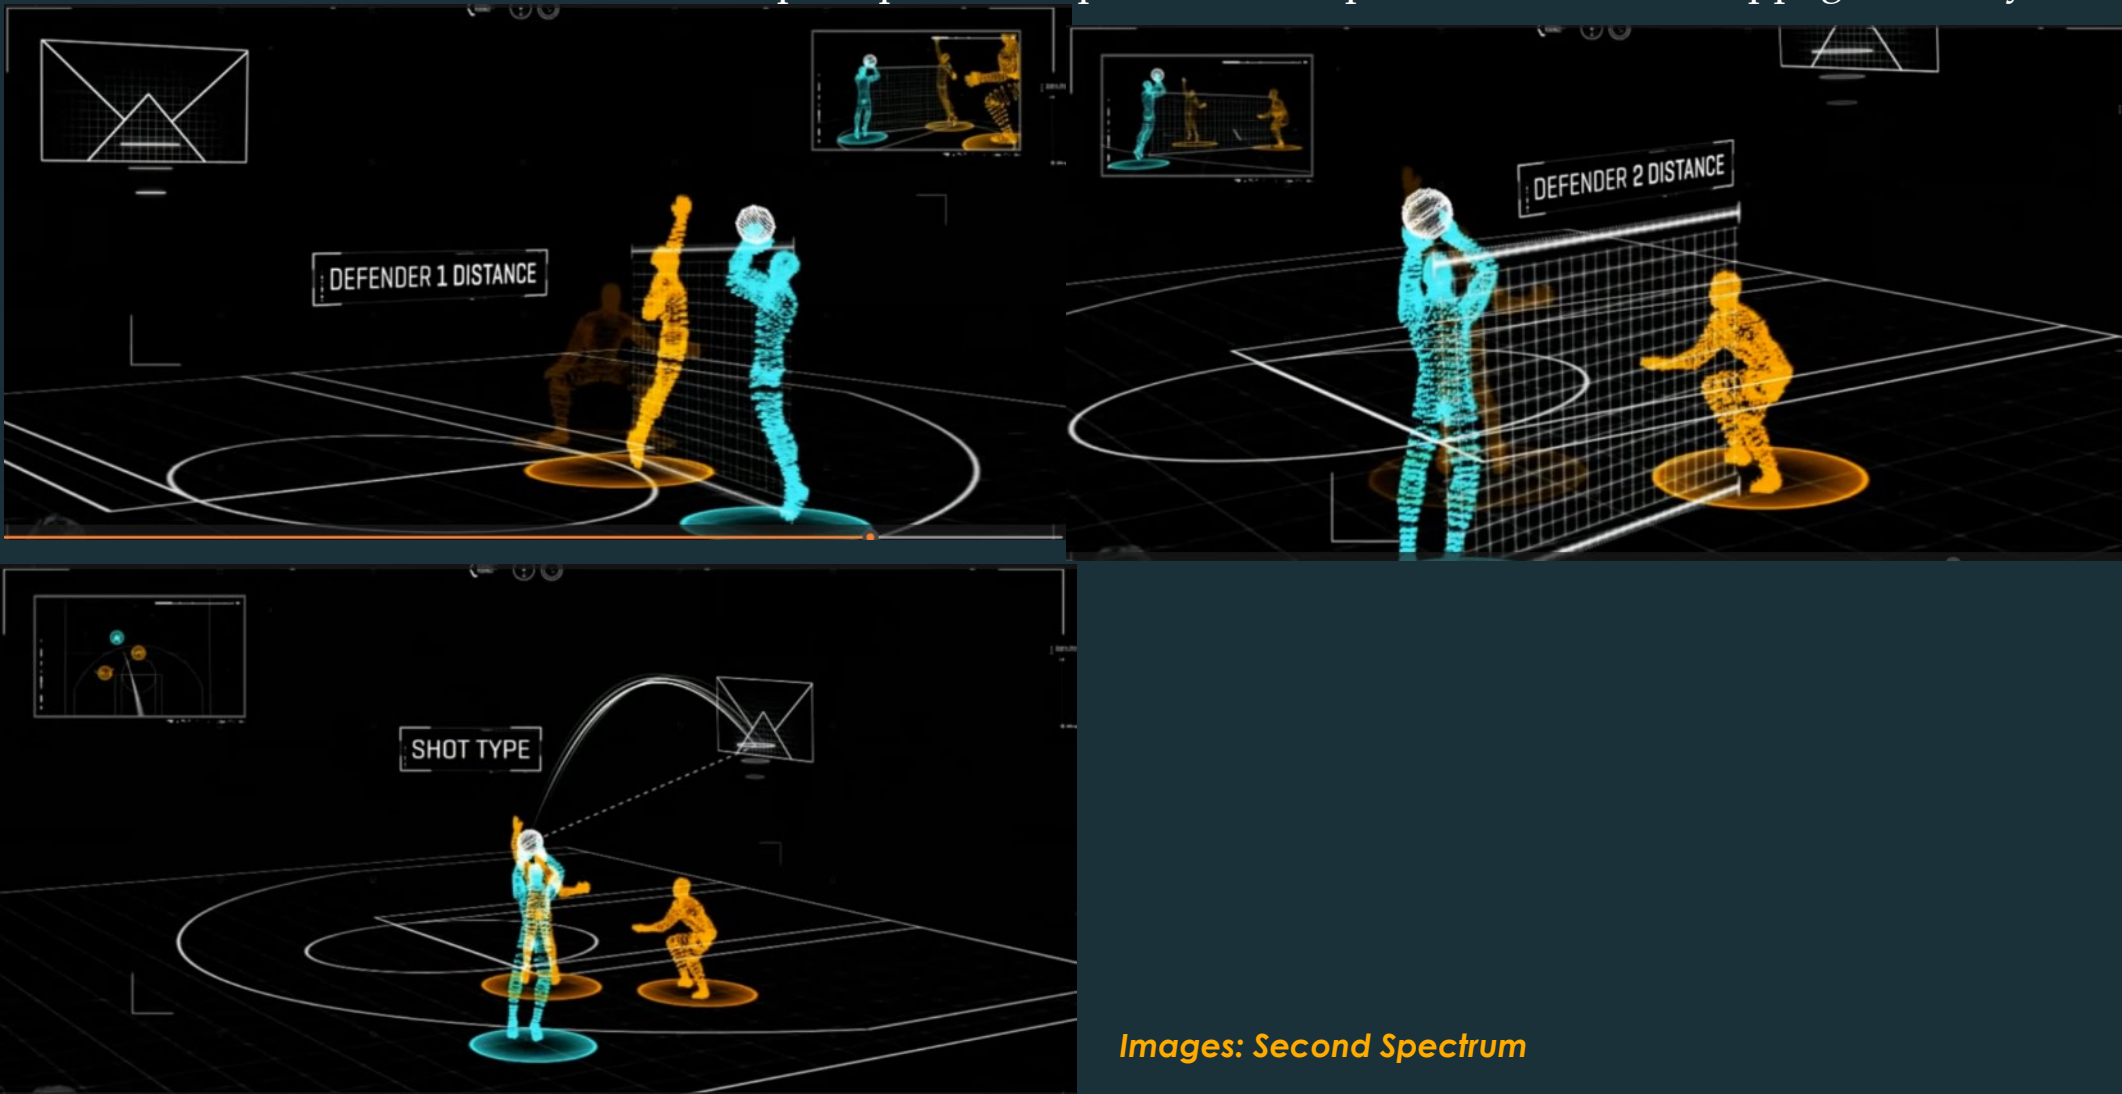 DEFENDER 1 DISTANCE
DEFENDER 2 DISTANCE
SHOT TYPE
Images: Second Spectrum